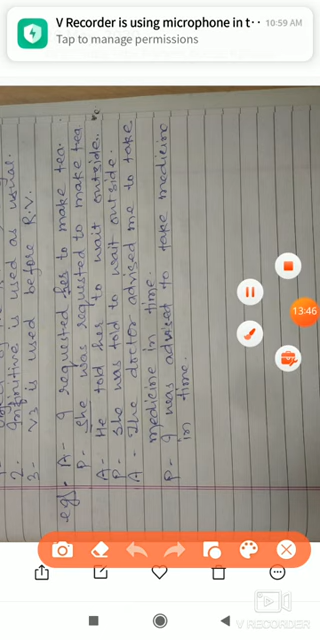 V Recorder is using microphone in t··
10:59 AM
Tap to manage permissions
2. Infinitive is used as usual.
3- V3 is used before R.V.
eg:- A- I requested her to make tea.
P- She was requested to make tea
A- He told her to wait outside.
P- She was told to wait outside.
A- The doctor advised me to take
medicine in time.
P- I was advised to take medicine
in time.
13:46
V RECORDER